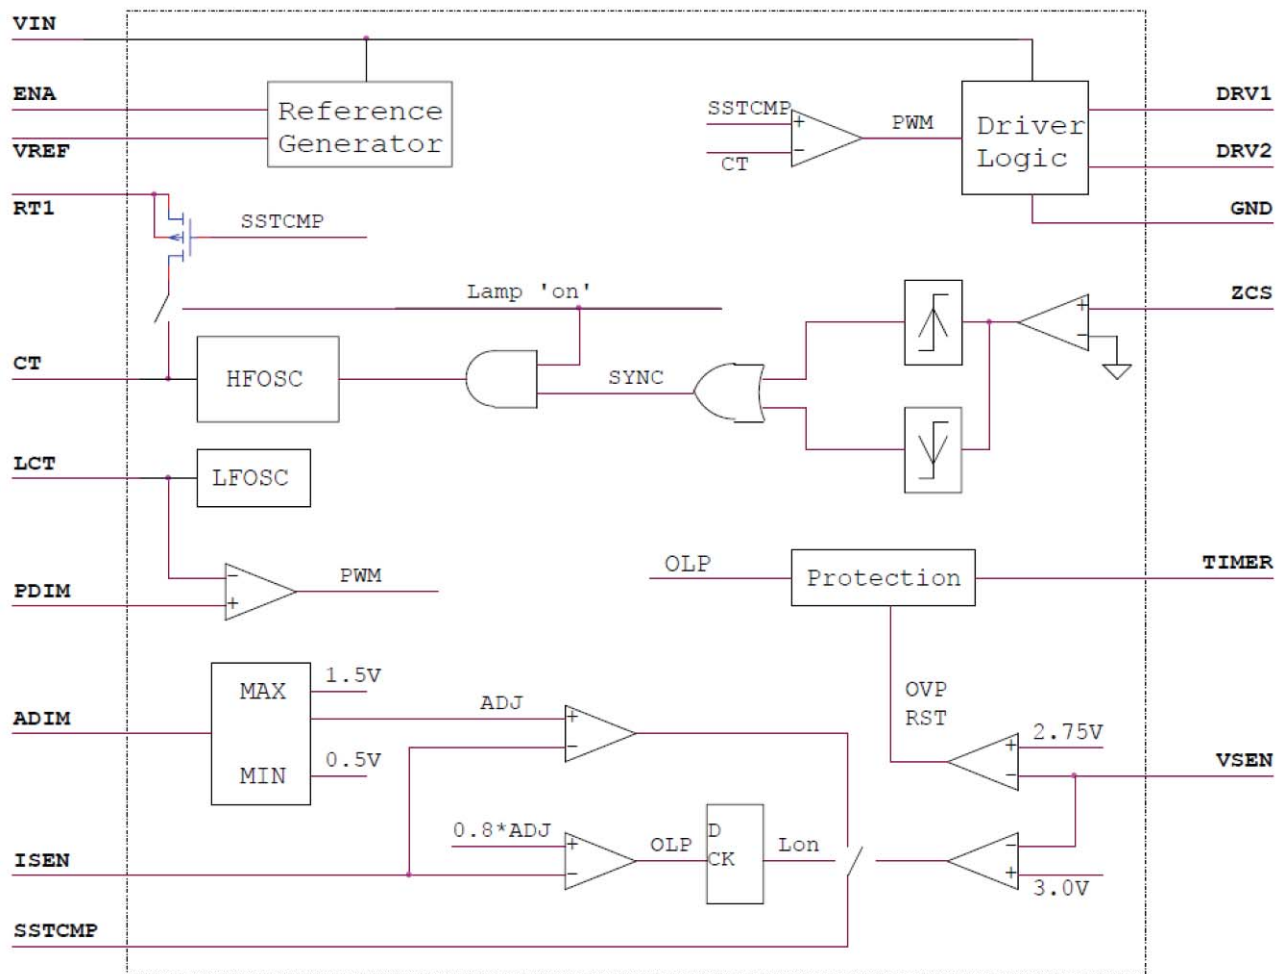 VIN
ENA
Reference
Generator
VREF
SSTCMP
+
−
CT
PWM
Driver
Logic
DRV1
DRV2
GND
RT1
SSTCMP
Lamp 'on'
ZCS
+
−
CT
HFOSC
SYNC
LCT
LFOSC
PDIM
−
+
PWM
OLP
Protection
TIMER
ADIM
MAX
MIN
1.5V
0.5V
ADJ
+
−
OVP
RST
2.75V
+
−
VSEN
0.8*ADJ
+
−
OLP
D
CK
Lon
−
+
3.0V
ISEN
SSTCMP